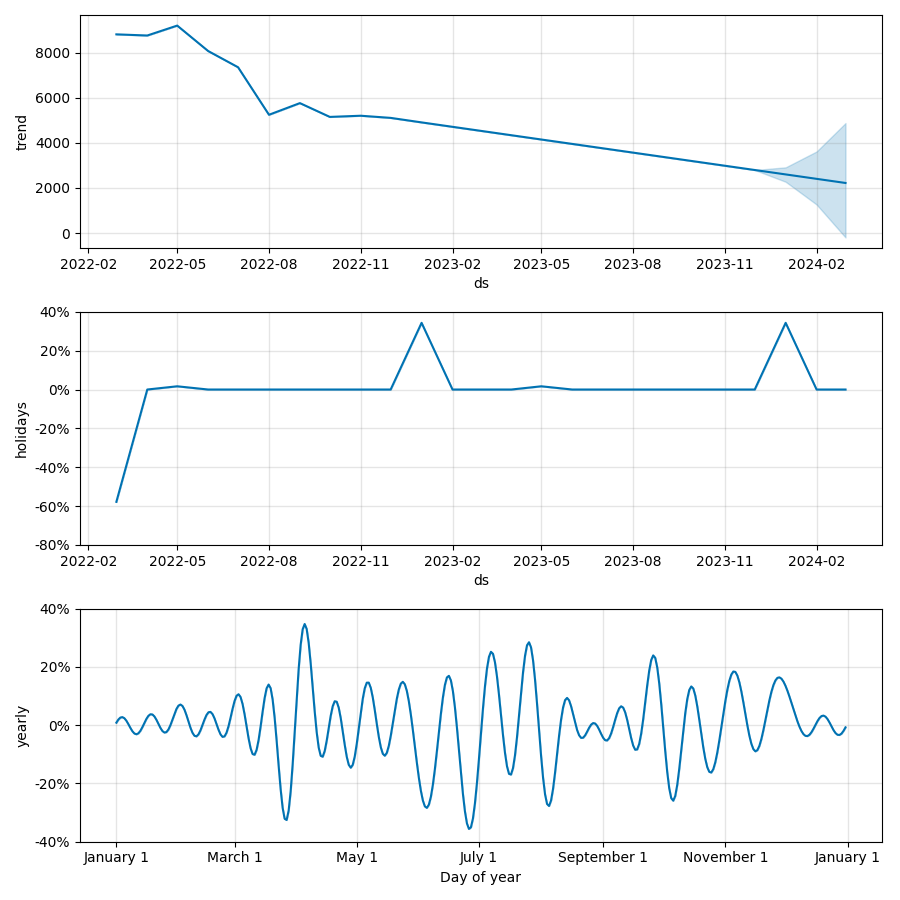 8000
6000
4000
2000
0
trend
2022-02 2022-05 2022-08 2022-11 2023-02 2023-05 2023-08 2023-11 2024-02
ds
40%
20%
0%
-20%
-40%
-60%
-80%
holidays
2022-02 2022-05 2022-08 2022-11 2023-02 2023-05 2023-08 2023-11 2024-02
ds
40%
20%
0%
-20%
-40%
yearly
January 1 March 1 May 1 July 1 September 1 November 1 January 1
Day of year